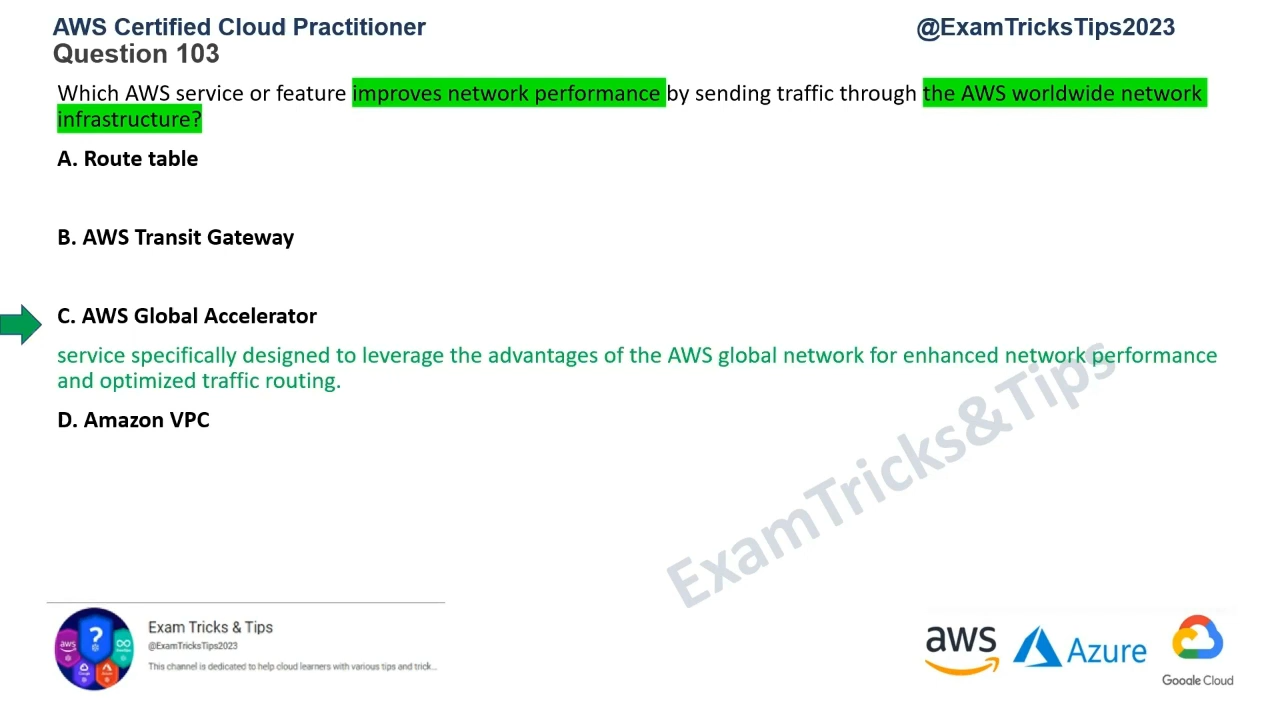 AWS Certified Cloud Practitioner
@ExamTricksTips2023
Question 103
Which AWS service or feature improves network performance by sending traffic through the AWS worldwide network
infrastructure?
A. Route table
B. AWS Transit Gateway
C. AWS Global Accelerator
service specifically designed to leverage the advantages of the AWS global network for enhanced network performance
and optimized traffic routing.
D. Amazon VPC
ExamTricks&Tips
?
aws
Exam Tricks & Tips
@ExamTricksTips2023
This channel is dedicated to help cloud learners with various tips and trick...
aws
Azure
Google Cloud